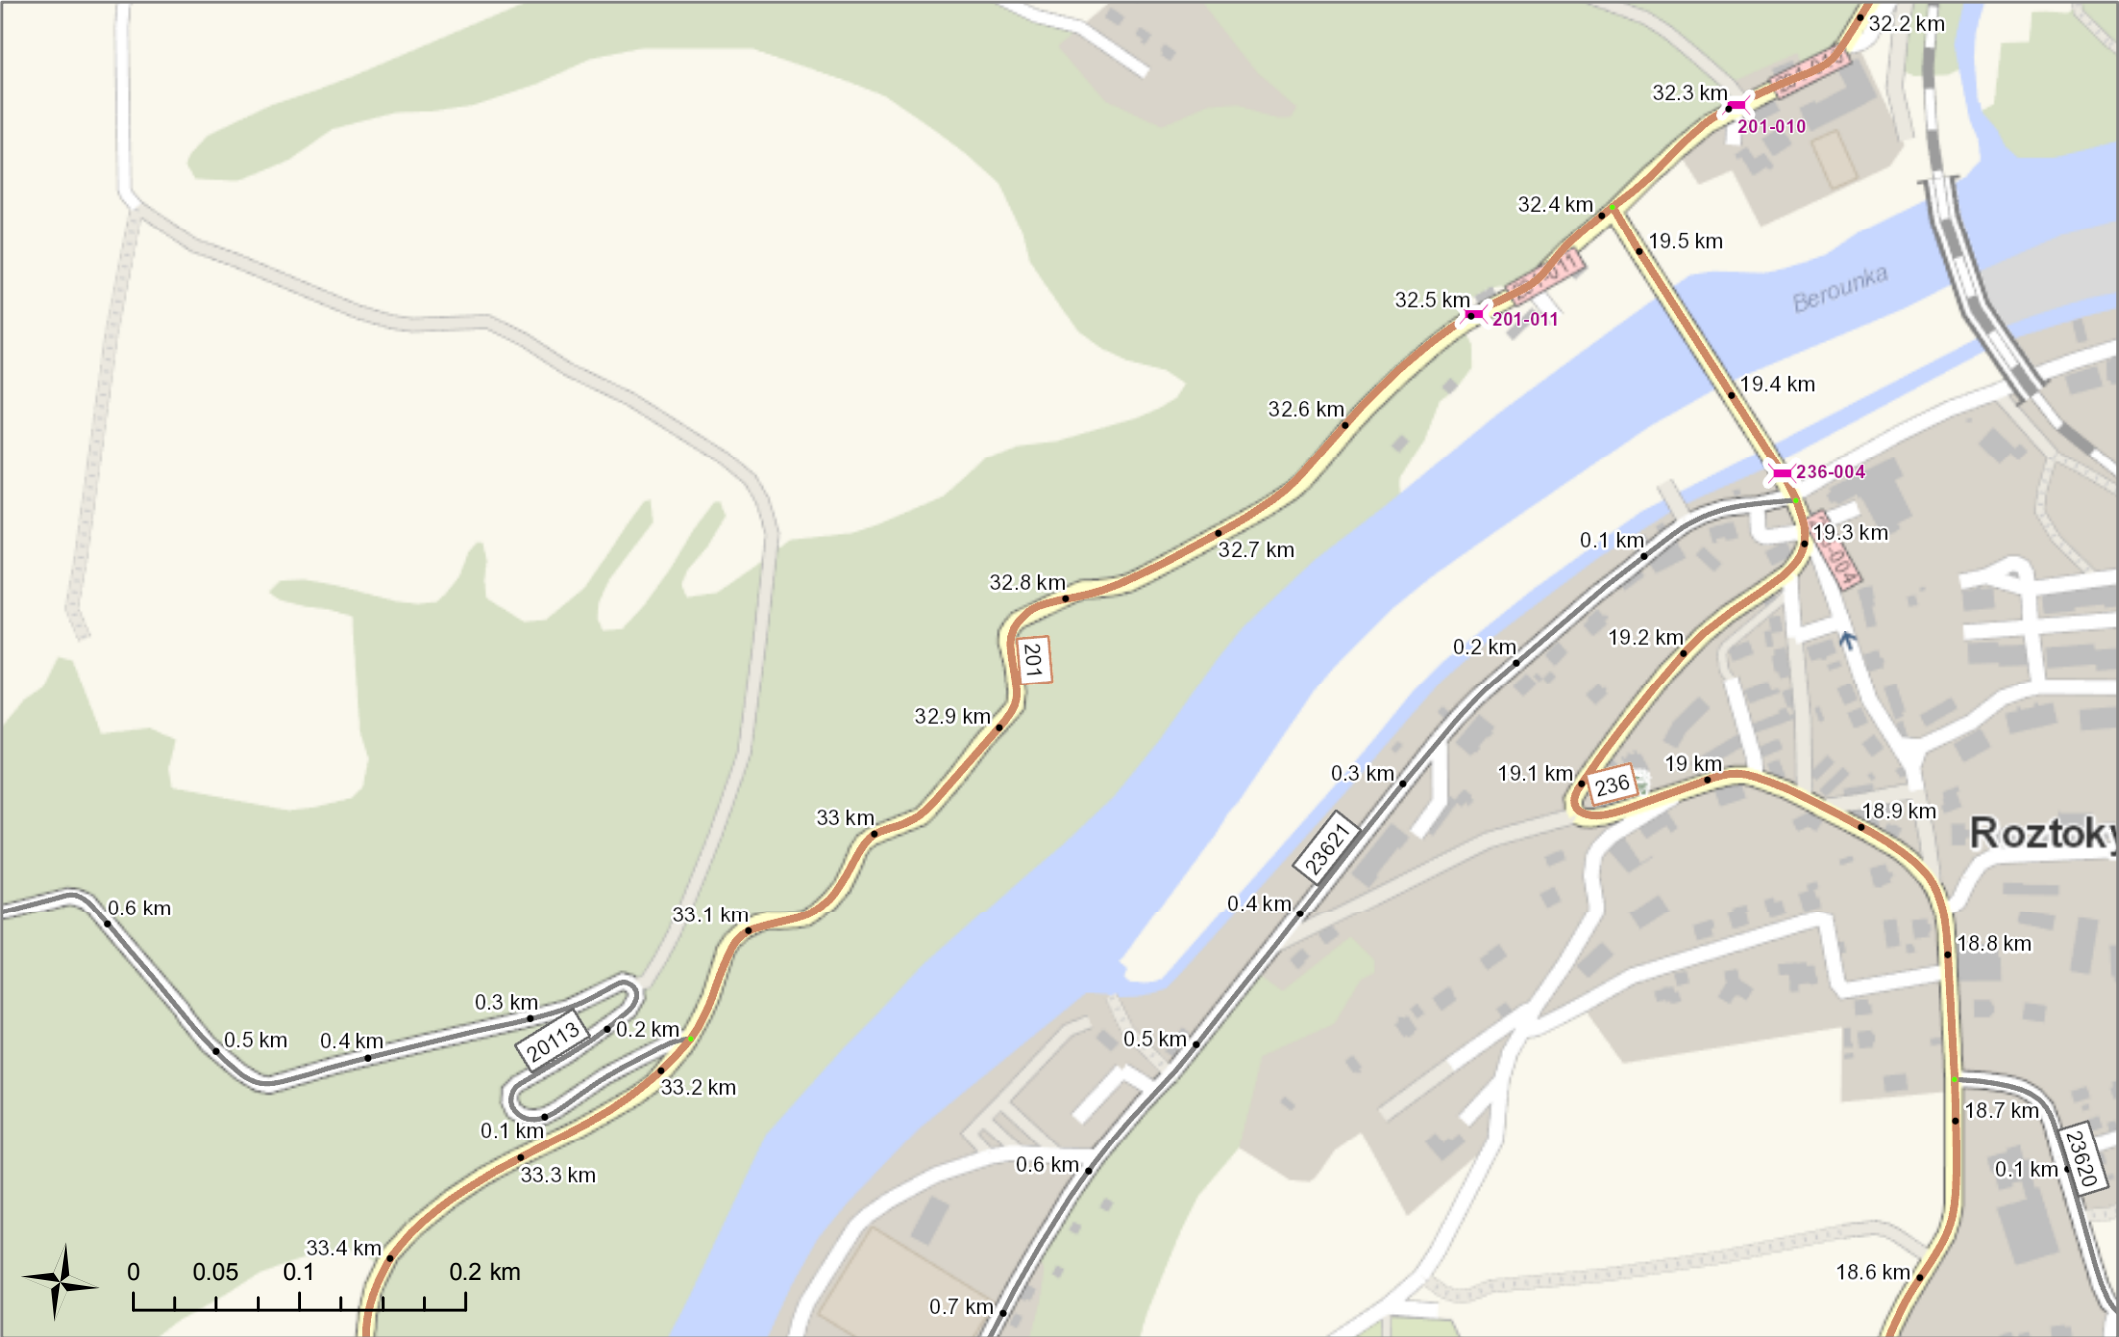 32.2 km
32.3 km
201-010
32.4 km
19.5 km
Berounka
32.5 km
201-011
19.4 km
32.6 km
236-004
19.3 km
0.1 km
32.7 km
32.8 km
19.2 km
0.2 km
201
32.9 km
19 km
0.3 km
19.1 km
236
33 km
18.9 km
Roztoky
23621
0.6 km
33.1 km
0.4 km
18.8 km
0.3 km
0.5 km
0.4 km
20113
0.2 km
0.5 km
33.2 km
18.7 km
0.1 km
33.3 km
0.6 km
0.1 km
23620
33.4 km
0 0.05 0.1 0.2 km
18.6 km
0.7 km